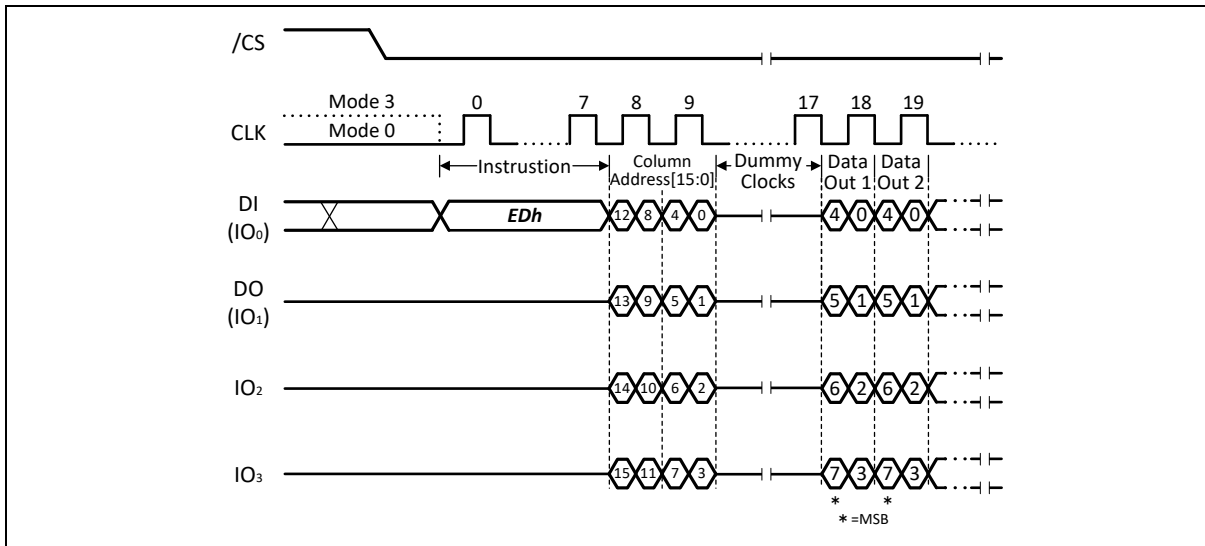 /CS
Mode 3
0 7 8 9 17 18 19
CLK
Mode 0
Instrustion
Column
Address[15:0]
Dummy
Clocks
Data
Out 1
Data
Out 2
DI
(IO0)
EDh
12 8 4 0
4 0 4 0
DO
(IO1)
13 9 5 1
5 1 5 1
IO2
14 10 6 2
6 2 6 2
IO3
15 11 7 3
7 3 7 3
* *
* =MSB